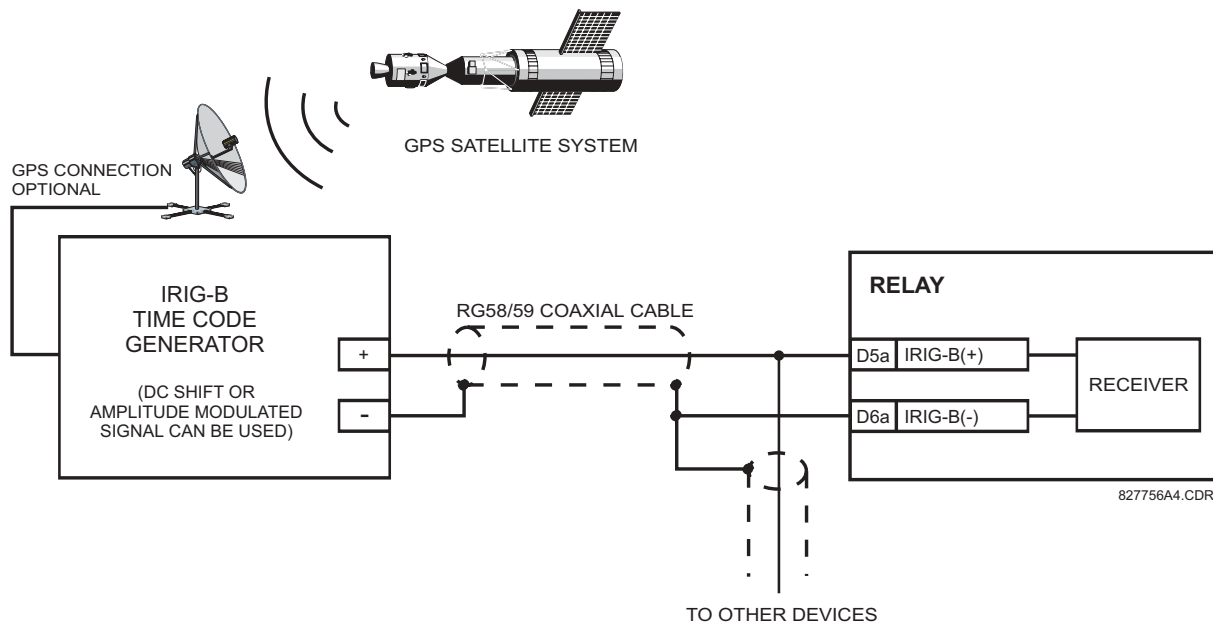 GPS SATELLITE SYSTEM
GPS CONNECTION
OPTIONAL
IRIG-B
TIME CODE
GENERATOR
(DC SHIFT OR
AMPLITUDE MODULATED
SIGNAL CAN BE USED)
+
-
RG58/59 COAXIAL CABLE
RELAY
D5a IRIG-B(+)
RECEIVER
D6a IRIG-B(-)
827756A4.CDR
TO OTHER DEVICES